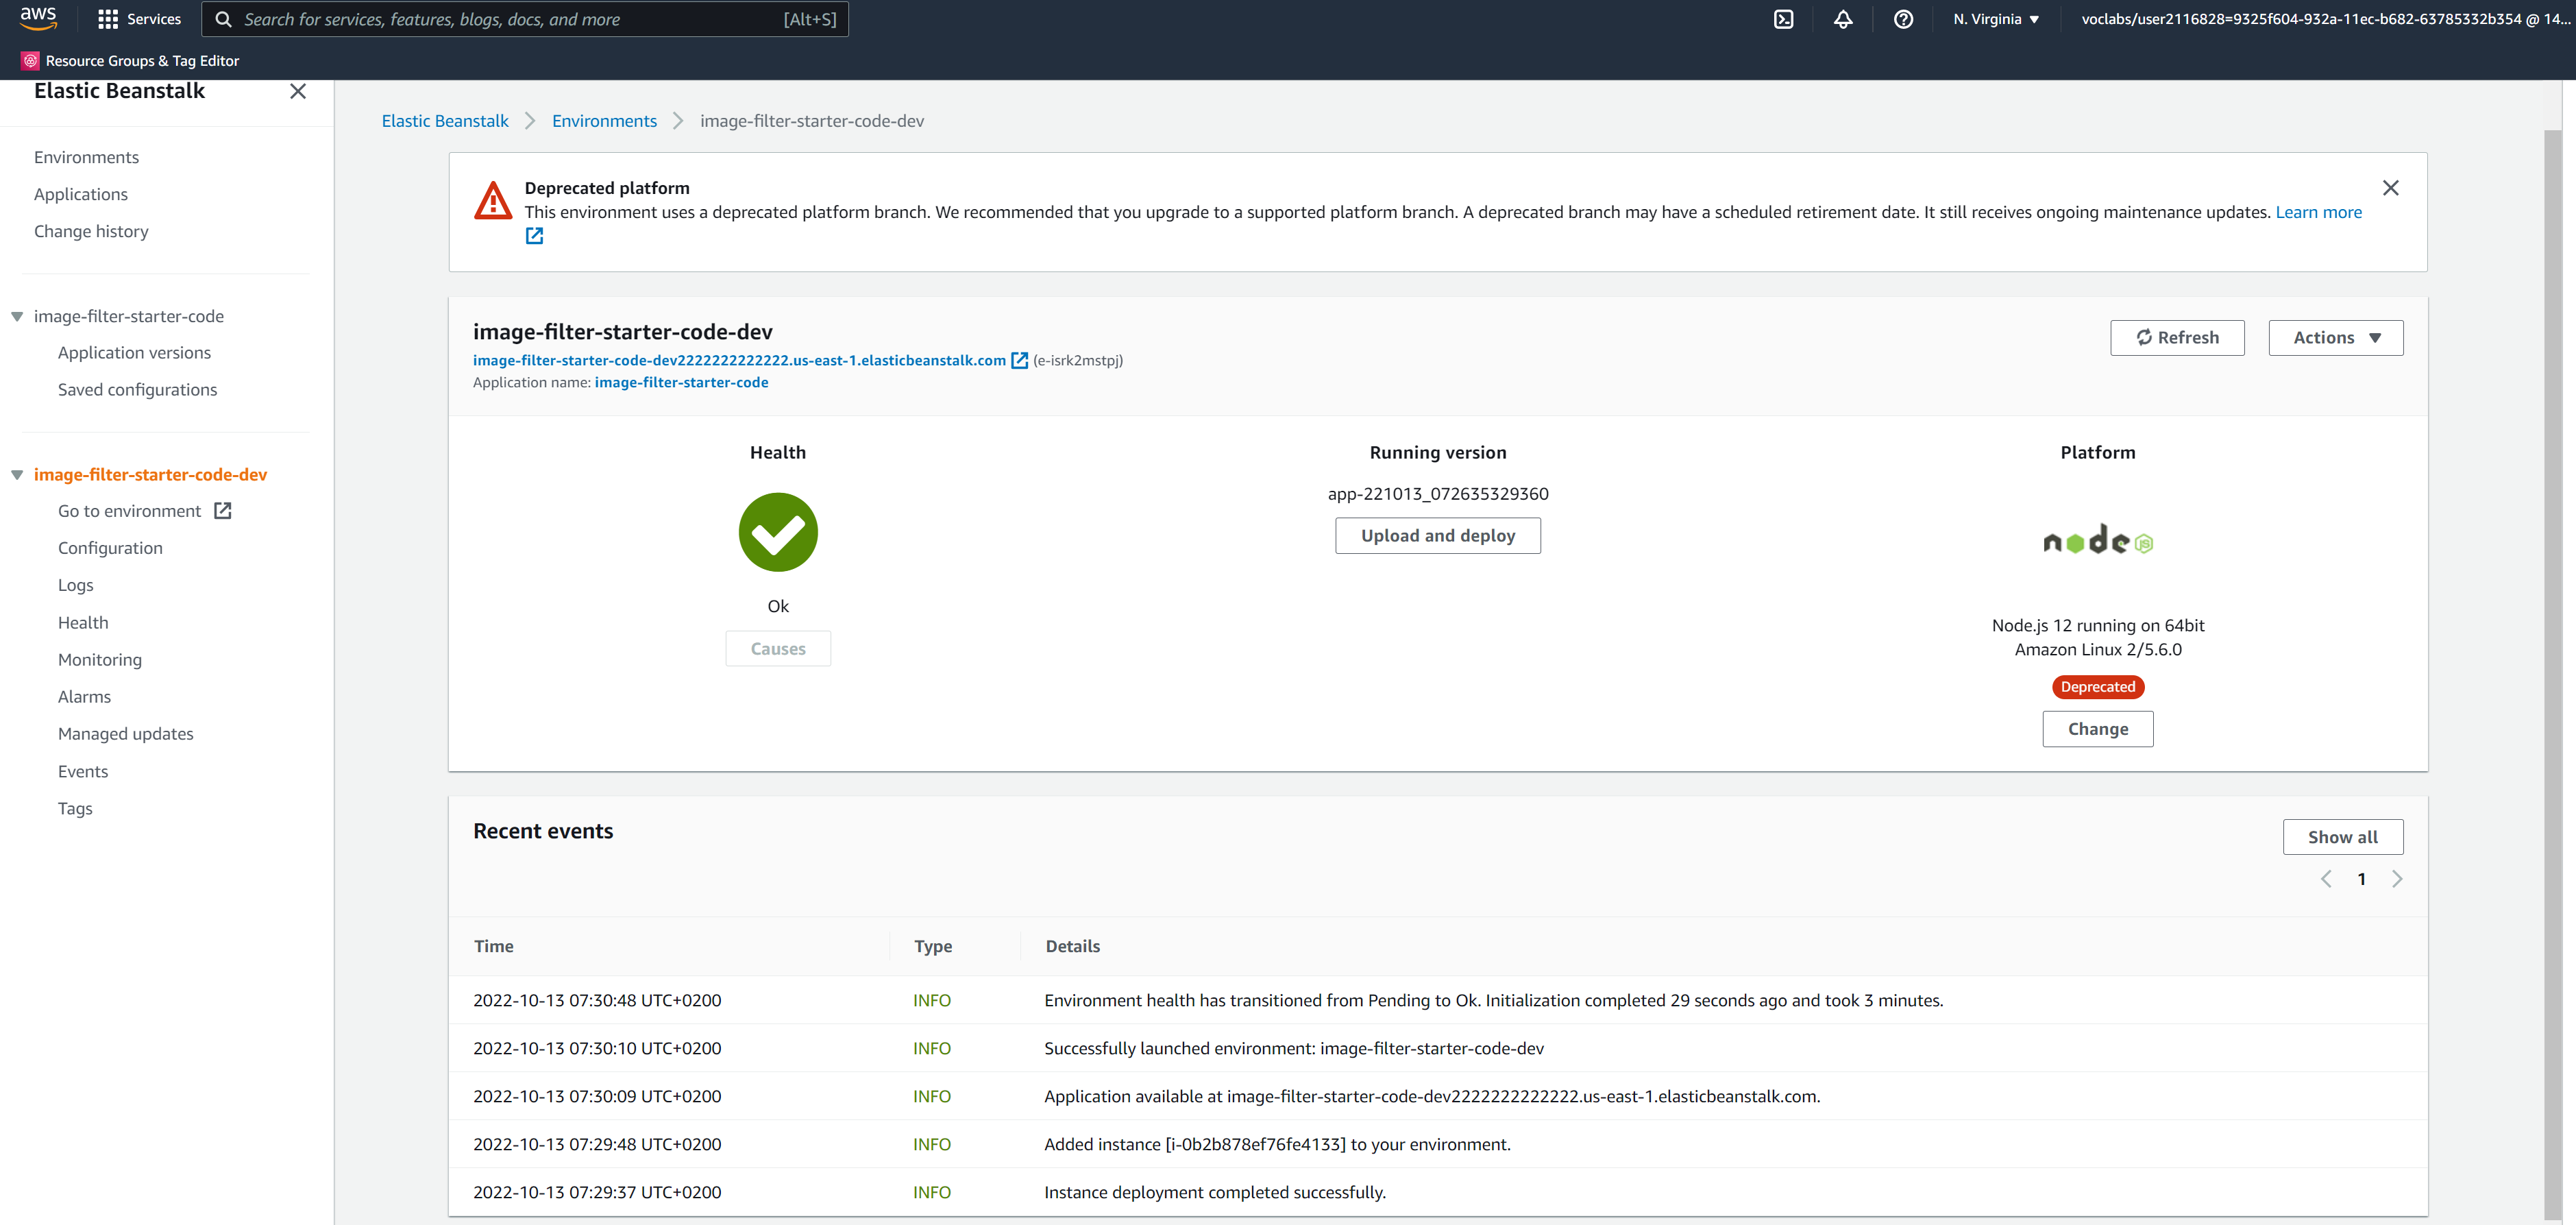 aws
Services
Search for services, features, blogs, docs, and more
[Alt+S]
N. Virginia ▼
voclabs/user2116828=9325f604-932a-11ec-b682-63785332b354 @ 14...
Resource Groups & Tag Editor
Elastic Beanstalk
Environments
Applications
Change history
image-filter-starter-code
Application versions
Saved configurations
image-filter-starter-code-dev
Go to environment
Configuration
Logs
Health
Monitoring
Alarms
Managed updates
Events
Tags
Elastic Beanstalk > Environments > image-filter-starter-code-dev
Deprecated platform
This environment uses a deprecated platform branch. We recommended that you upgrade to a supported platform branch. A deprecated branch may have a scheduled retirement date. It still receives ongoing maintenance updates. Learn more
image-filter-starter-code-dev
image-filter-starter-code-dev2222222222222.us-east-1.elasticbeanstalk.com (e-isrk2mstpj)
Application name: image-filter-starter-code
Refresh
Actions ▼
Health
Ok
Causes
Running version
app-221013_072635329360
Upload and deploy
Platform
node JS
Node.js 12 running on 64bit
Amazon Linux 2/5.6.0
Deprecated
Change
Recent events
Show all
1
Time Type Details
2022-10-13 07:30:48 UTC+0200 INFO Environment health has transitioned from Pending to Ok. Initialization completed 29 seconds ago and took 3 minutes.
2022-10-13 07:30:10 UTC+0200 INFO Successfully launched environment: image-filter-starter-code-dev
2022-10-13 07:30:09 UTC+0200 INFO Application available at image-filter-starter-code-dev2222222222222.us-east-1.elasticbeanstalk.com.
2022-10-13 07:29:48 UTC+0200 INFO Added instance [i-0b2b878ef76fe4133] to your environment.
2022-10-13 07:29:37 UTC+0200 INFO Instance deployment completed successfully.